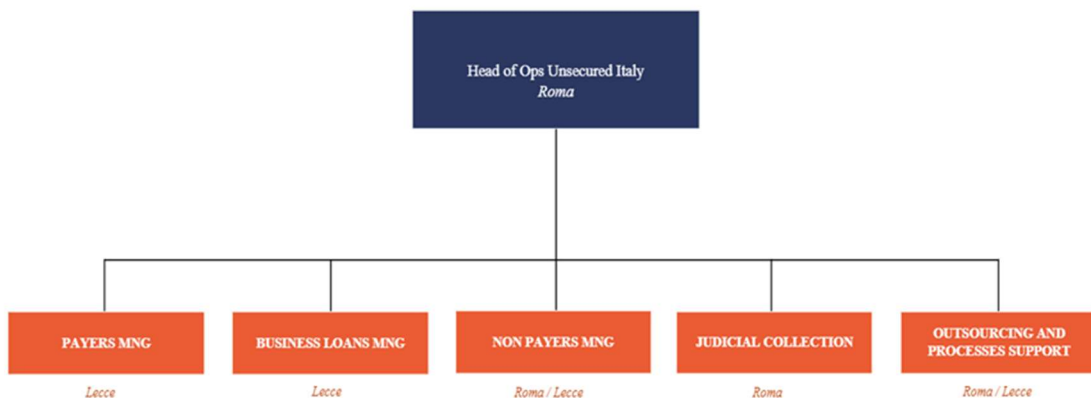 Head of Ops Unsecured Italy
Roma
PAYERS MNG
BUSINESS LOANS MNG
NON PAYERS MNG
JUDICIAL COLLECTION
OUTSOURCING AND
PROCESSES SUPPORT
Lecce
Lecce
Roma / Lecce
Roma
Roma / Lecce